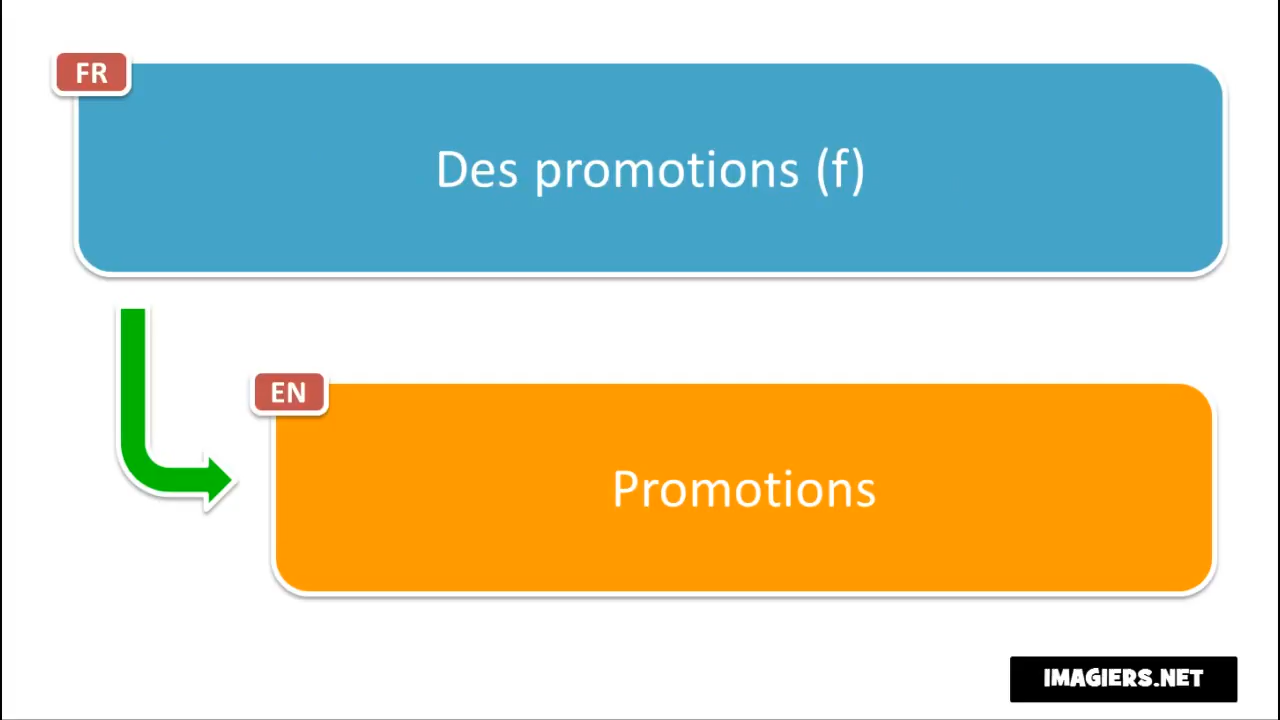 FR
Des promotions (f)
EN
Promotions
IMAGIERS.NET